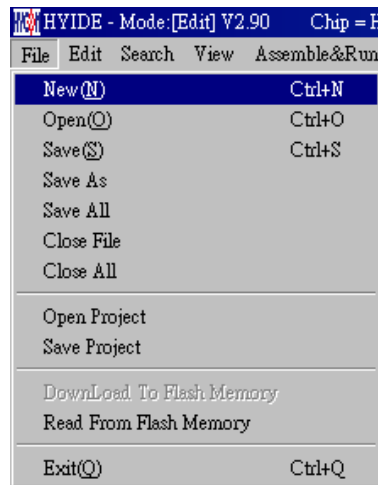 HYIDE - Mode:[Edit] V2.90 Chip = H
File Edit Search View Assemble&Run
New(N) Ctrl+N
Open(O) Ctrl+O
Save(S) Ctrl+S
Save As
Save All
Close File
Close All
Open Project
Save Project
DownLoad To Flash Memory
Read From Flash Memory
Exit(Q) Ctrl+Q